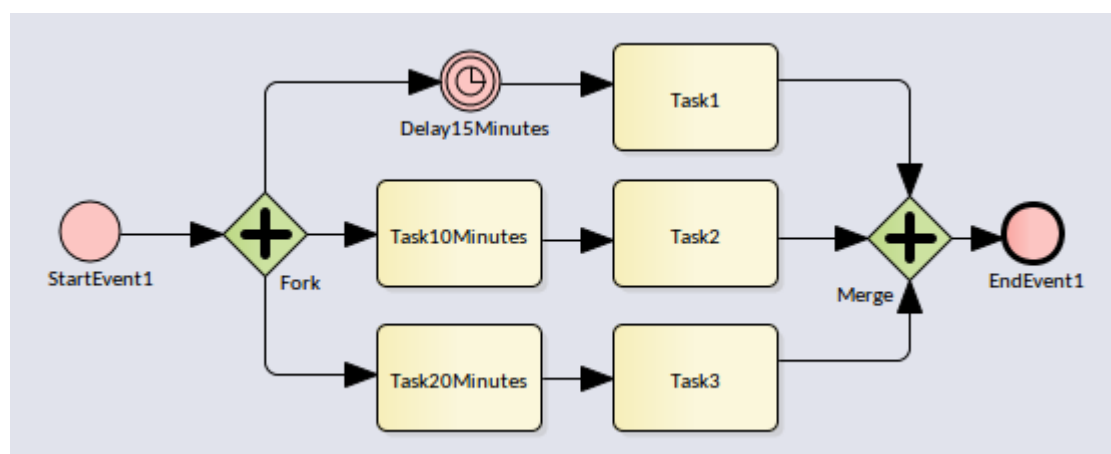 Task1
Delay15Minutes
Task10Minutes
Task2
StartEvent1
Fork
Merge
EndEvent1
Task20Minutes
Task3